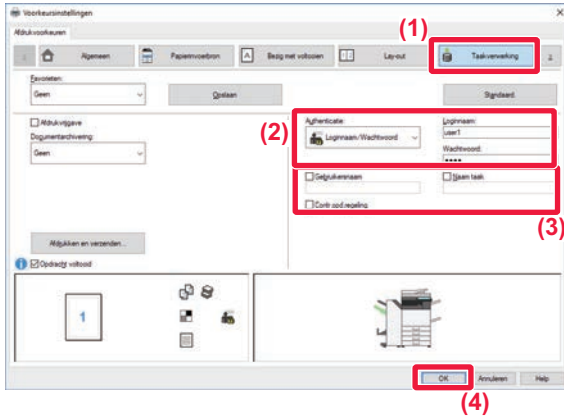 Voorkeursinstellingen
Afdrukvoorkeuren
(1)
Algemeen
Papierinvoerbron
A
Bezig met voltooien
Lay-out
Taakverwerking
Favorieten:
Geen
Opslaan
Standaard
Afdrukvrijgave
Documentarchivering:
Geen
(2)
Authenticatie:
Loginnaam/Wachtwoord
Loginnaam:
user1
Wachtwoord:
••••
Gebruikersnaam
Naam taak
Contr ood.regeling
(3)
Afdrukken en verzenden...
Opdracht voltooid
1
OK
Annuleren
Help
(4)